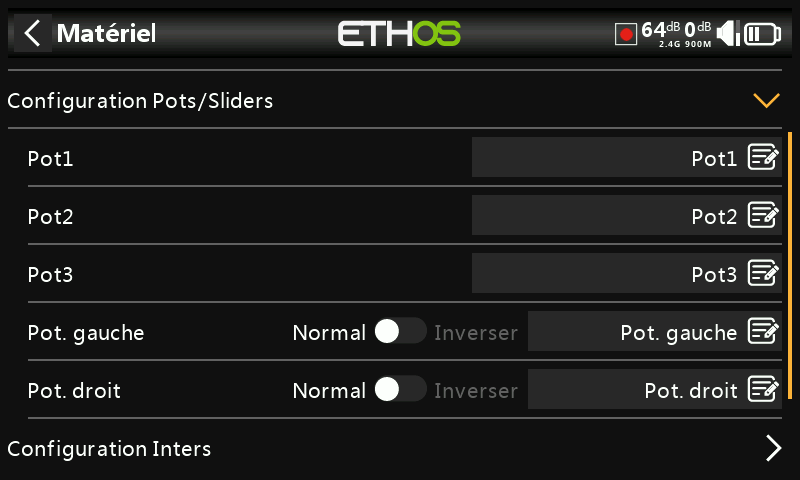 Matériel ETHOS 64dB 0dB
2.4G 900M
Configuration Pots/Sliders
Pot1 Pot1
Pot2 Pot2
Pot3 Pot3
Pot. gauche Normal Inverser Pot. gauche
Pot. droit Normal Inverser Pot. droit
Configuration Inters